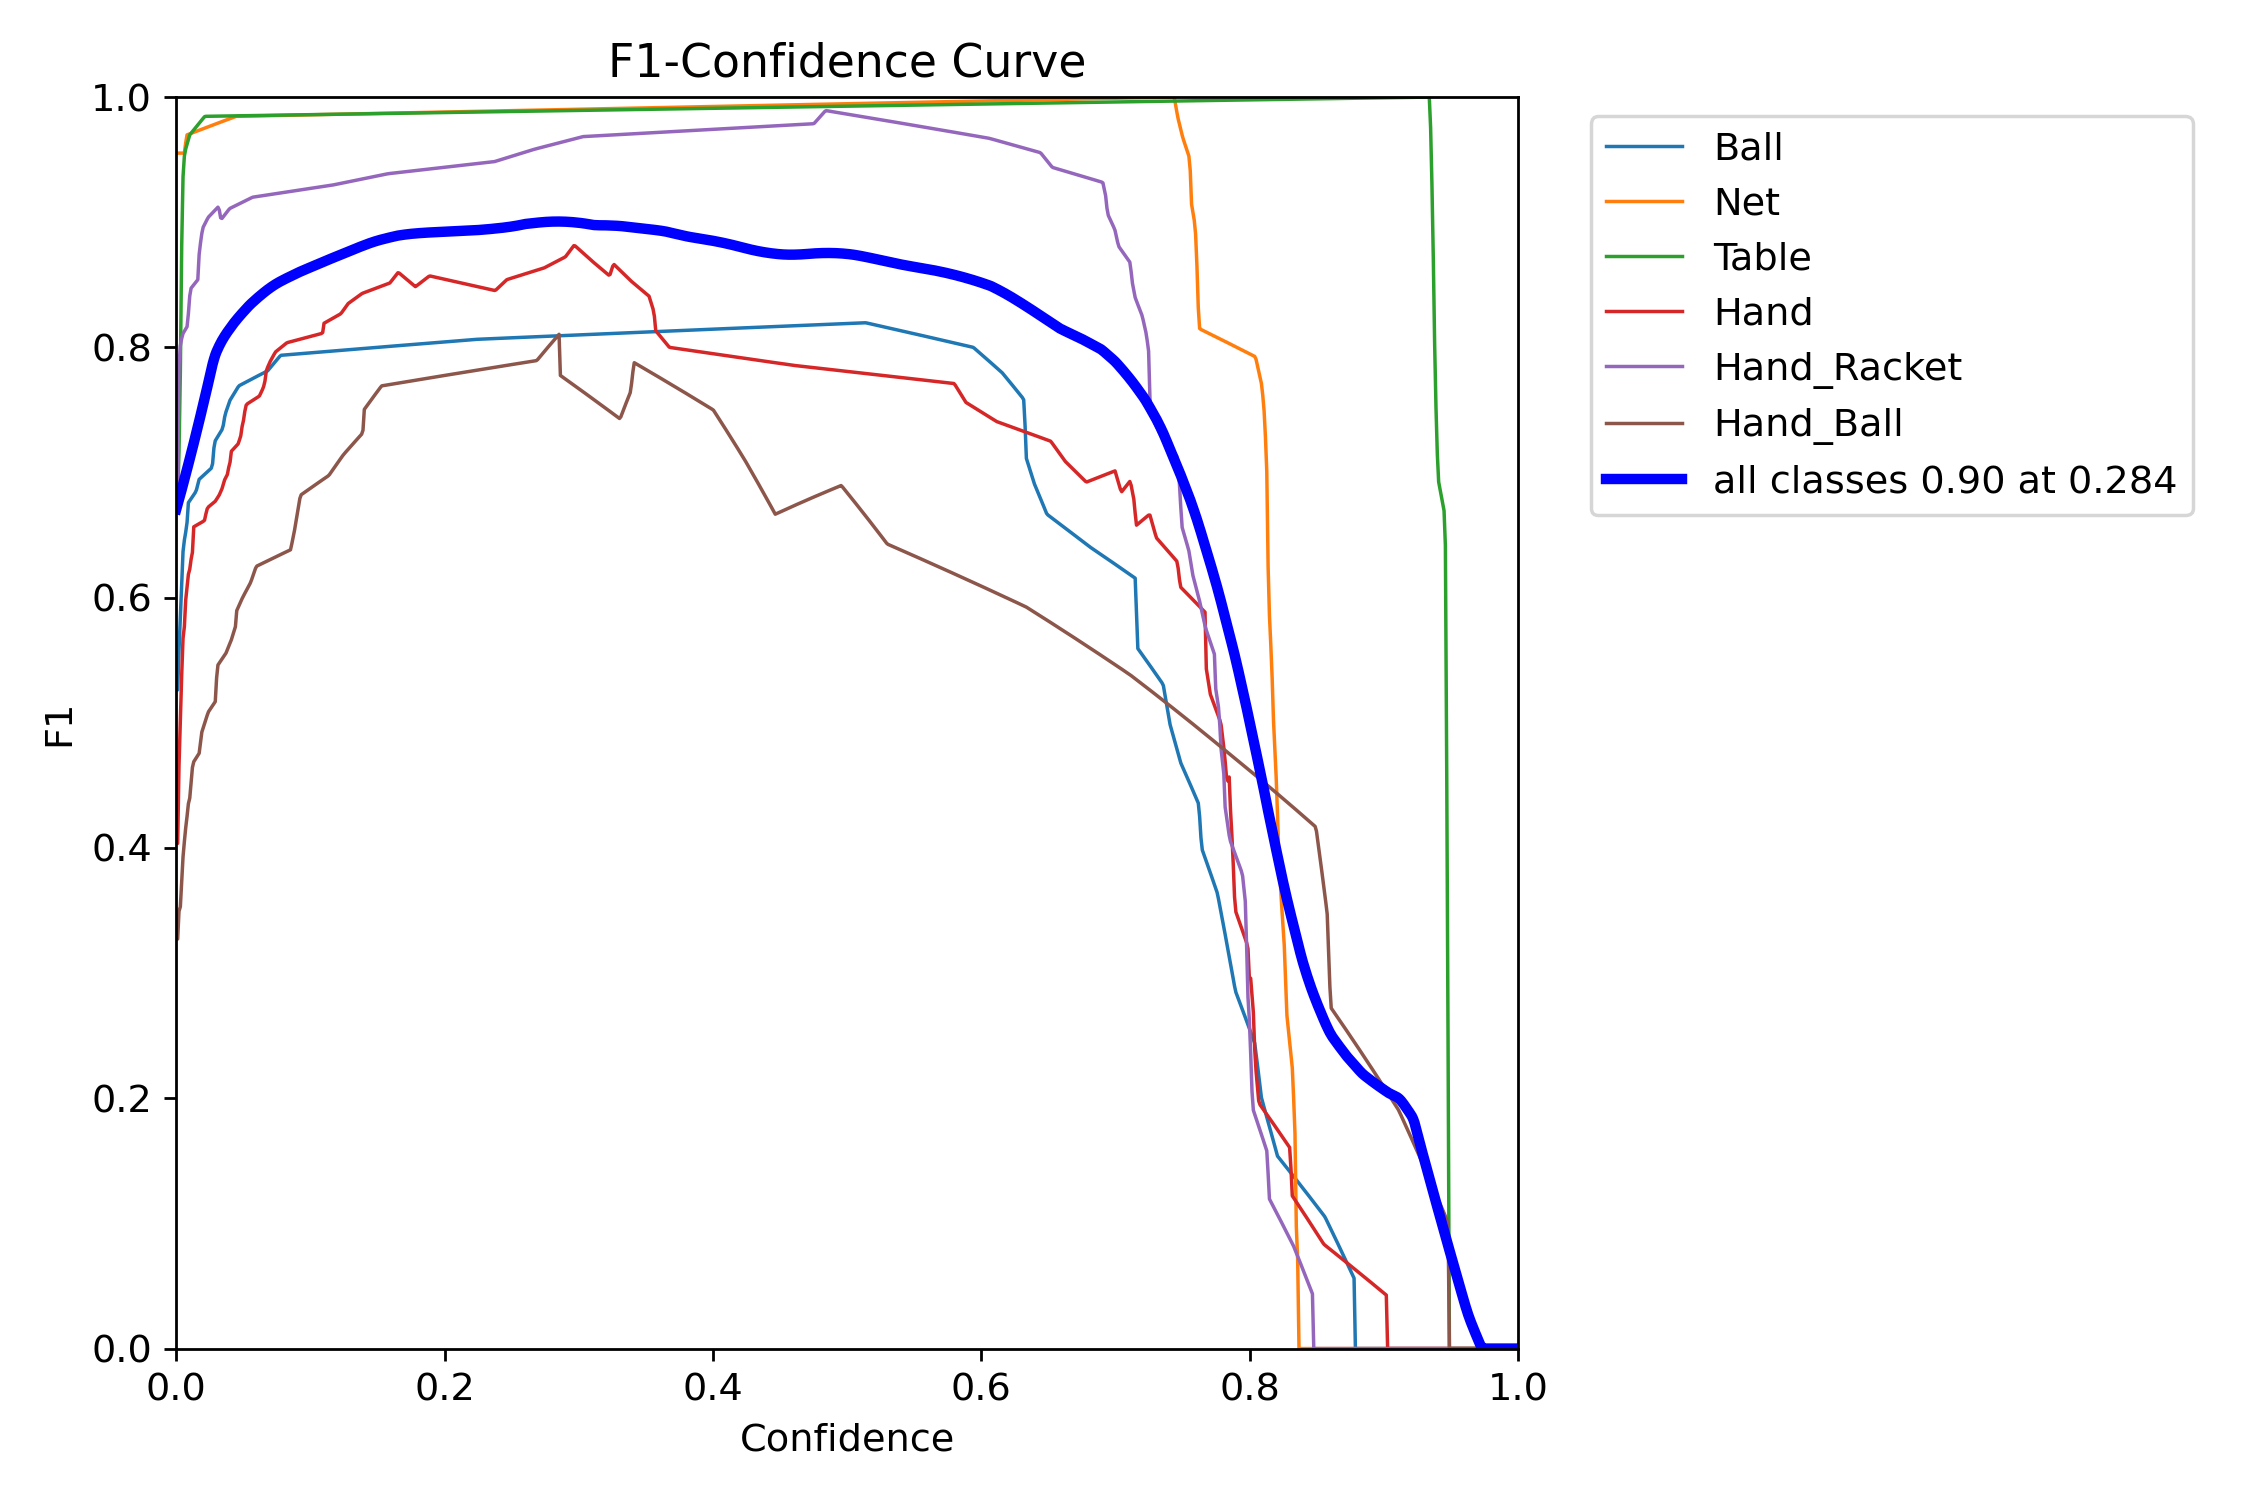 F1-Confidence Curve
1.0
0.8
0.6
0.4
0.2
0.0
F1
0.0 0.2 0.4 0.6 0.8 1.0
Confidence
Ball
Net
Table
Hand
Hand_Racket
Hand_Ball
all classes 0.90 at 0.284